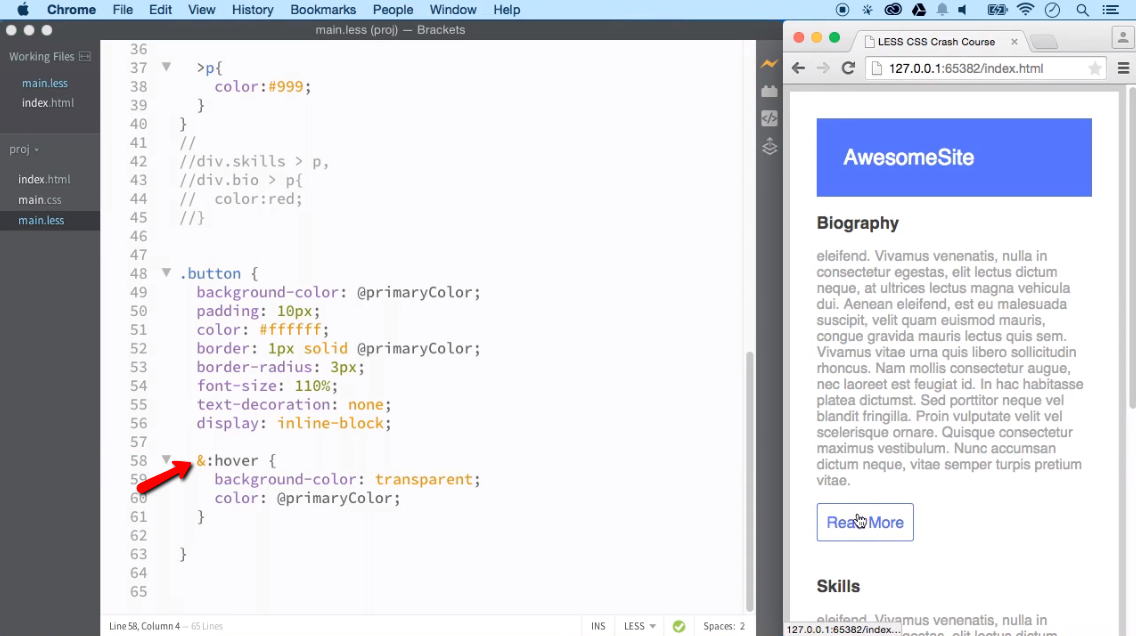 Chrome File Edit View History Bookmarks People Window Help
main.less (proj) — Brackets
Working Files
main.less
index.html
proj
index.html
main.css
main.less
36
37 >p{
38 color:#999;
39 }
40 }
41 //
42 //div.skills > p,
43 //div.bio > p{
44 // color:red;
45 //}
46
47
48 .button {
49 background-color: @primaryColor;
50 padding: 10px;
51 color: #ffffff;
52 border: 1px solid @primaryColor;
53 border-radius: 3px;
54 font-size: 110%;
55 text-decoration: none;
56 display: inline-block;
57
58 &:hover {
59 background-color: transparent;
60 color: @primaryColor;
61 }
62
63 }
64
65
Line 58, Column 4 — 65 Lines
INS LESS Spaces: 2
LESS CSS Crash Course
127.0.0.1:65382/index.html
AwesomeSite
Biography
eleifend. Vivamus venenatis, nulla in
consectetur egestas, elit lectus dictum
neque, at ultrices lectus magna vehicula
dui. Aenean eleifend, est eu malesuada
suscipit, velit quam euismod mauris,
congue gravida mauris lectus quis sem.
Vivamus vitae urna quis libero sollicitudin
rhoncus. Nam mollis consectetur augue,
nec laoreet est feugiat id. In hac habitasse
platea dictumst. Sed porttitor neque vel
blandit fringilla. Proin vulputate velit vel
scelerisque ornare. Quisque consectetur
maximus vestibulum. Nunc accumsan
dictum neque, vitae semper turpis pretium
vitae.
Read More
Skills
eleifend. Vivamus venenatis, nulla in
127.0.0.1:65382/index...